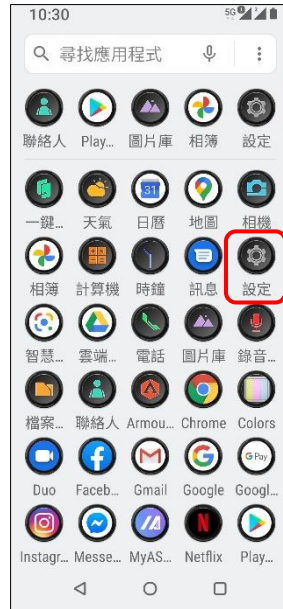 10:30 5G
尋找應用程式
聯絡人 Play... 圖片庫 相簿 設定
31
一鍵... 天氣 日曆 地圖 相機
相簿 計算機 時鐘 訊息 設定
智慧... 雲端... 電話 圖片庫 錄音...
檔案... 聯絡人 Armou... Chrome Colors
G Pay
Duo Faceb... Gmail Google Googl...
Instagr... Messe... MyAS... Netflix Play...